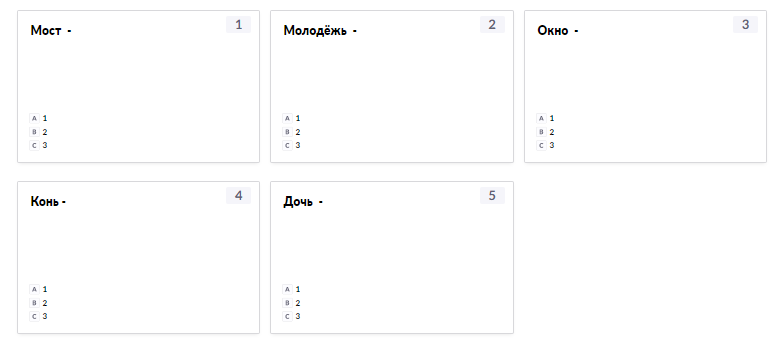 Мост -
1
A 1
B 2
C 3
Молодёжь -
2
A 1
B 2
C 3
Окно -
3
A 1
B 2
C 3
Конь -
4
A 1
B 2
C 3
Дочь -
5
A 1
B 2
C 3